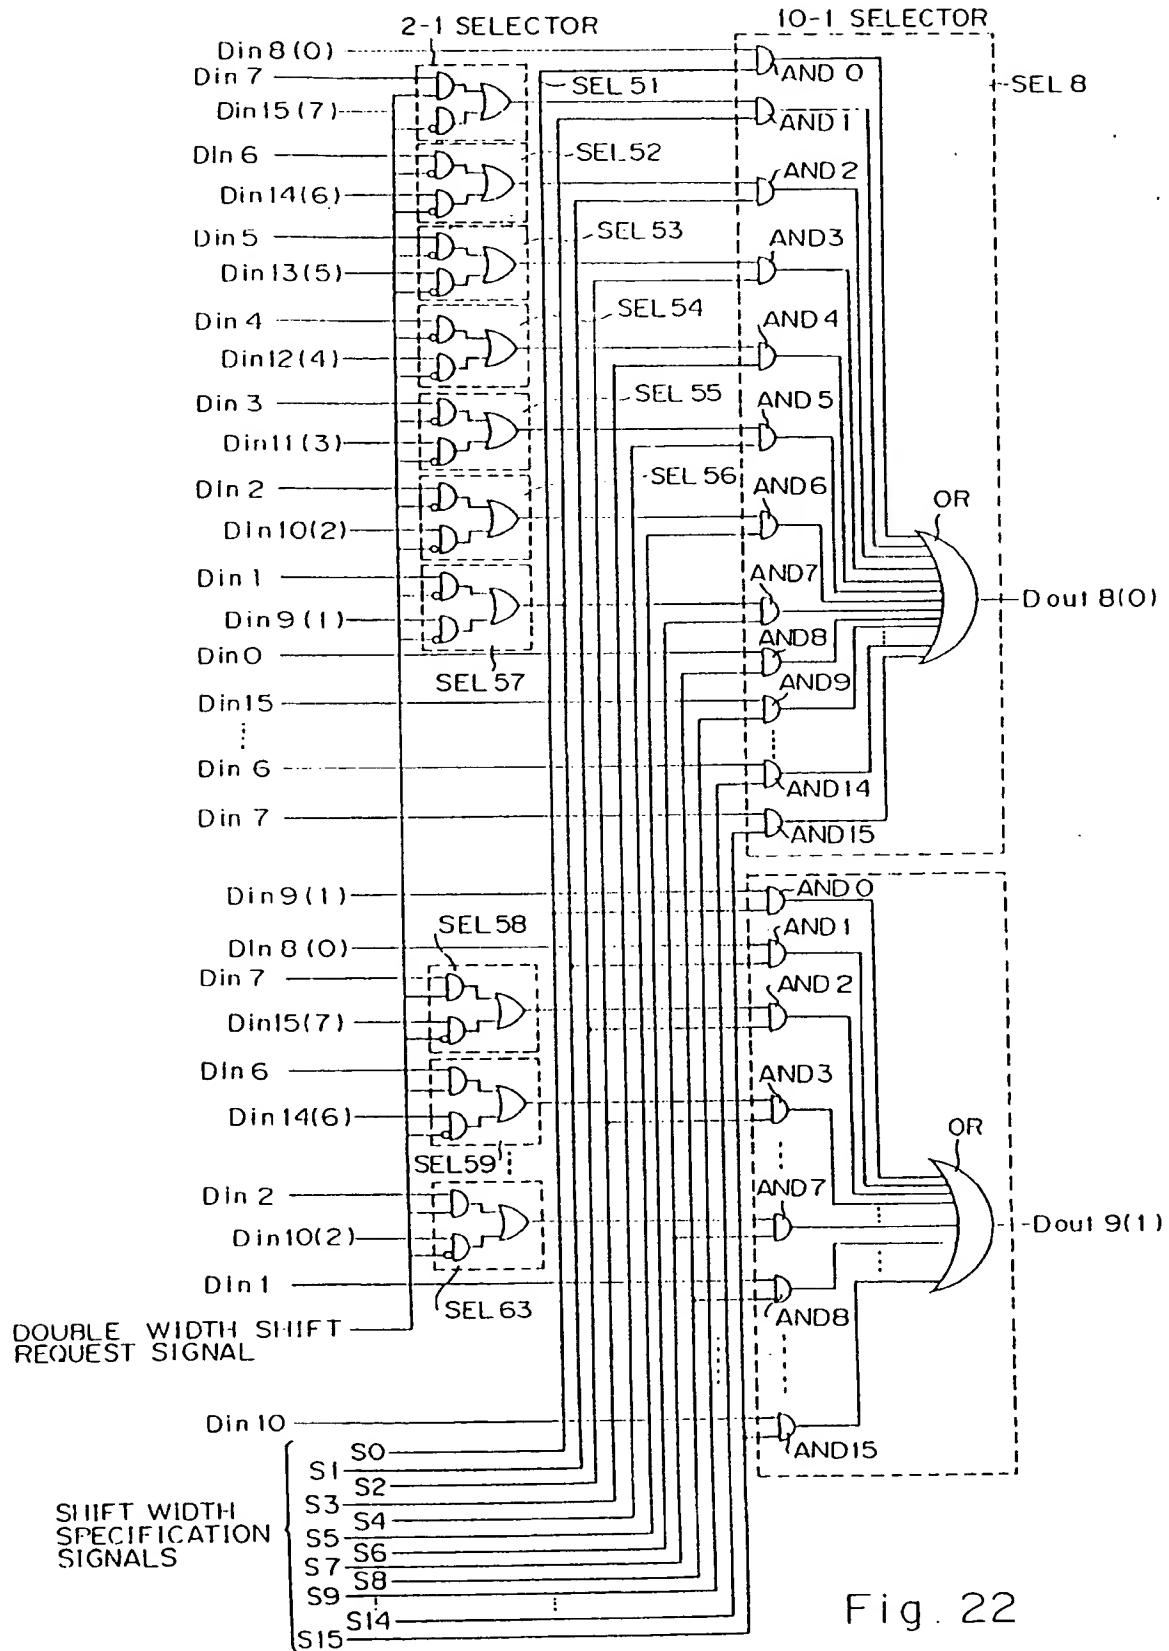 2-1 SELECTOR
10-1 SELECTOR
Din 8(0)
AND 0
SEL 8
Din 7
SEL 51
Din 15(7)
AND 1
Din 6
SEL 52
Din 14(6)
AND 2
Din 5
SEL 53
Din 13(5)
AND 3
Din 4
SEL 54
Din 12(4)
AND 4
Din 3
SEL 55
Din 11(3)
AND 5
Din 2
SEL 56
Din 10(2)
AND 6
OR
Din 1
AND 7
Dout 8(0)
Din 9(1)
Din 0
AND 8
SEL 57
AND 9
Din 15
Din 6
AND 14
Din 7
AND 15
Din 9(1)
AND 0
SEL 58
Din 8(0)
AND 1
Din 7
AND 2
Din 15(7)
Din 6
AND 3
Din 14(6)
OR
SEL 59
Din 2
AND 7
Din 10(2)
Dout 9(1)
Din 1
SEL 63
AND 8
DOUBLE WIDTH SHIFT
REQUEST SIGNAL
Din 10
AND 15
SHIFT WIDTH
SPECIFICATION
SIGNALS
S0
S1
S2
S3
S4
S5
S6
S7
S8
S9
S14
S15
Fig. 22